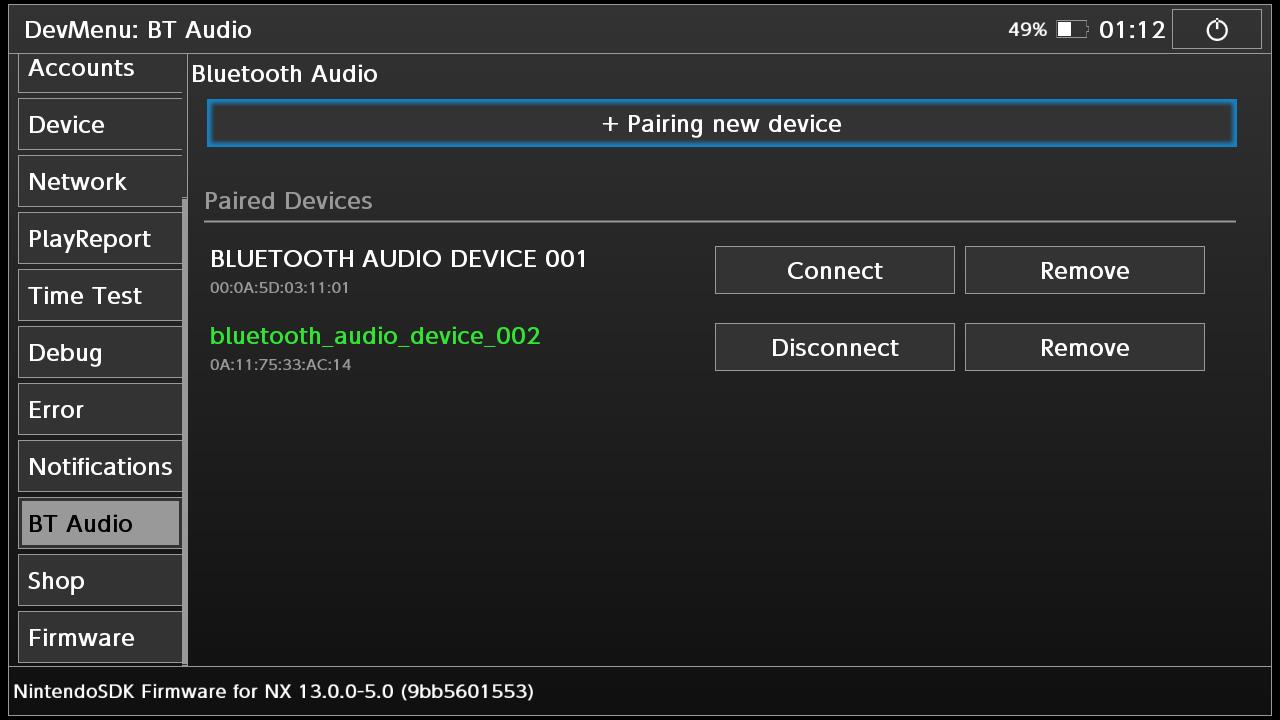 DevMenu: BT Audio
49%
01:12
Accounts
Device
Network
PlayReport
Time Test
Debug
Error
Notifications
BT Audio
Shop
Firmware
Bluetooth Audio
+ Pairing new device
Paired Devices
BLUETOOTH AUDIO DEVICE 001
00:0A:5D:03:11:01
Connect
Remove
bluetooth_audio_device_002
0A:11:75:33:AC:14
Disconnect
Remove
NintendoSDK Firmware for NX 13.0.0-5.0 (9bb5601553)